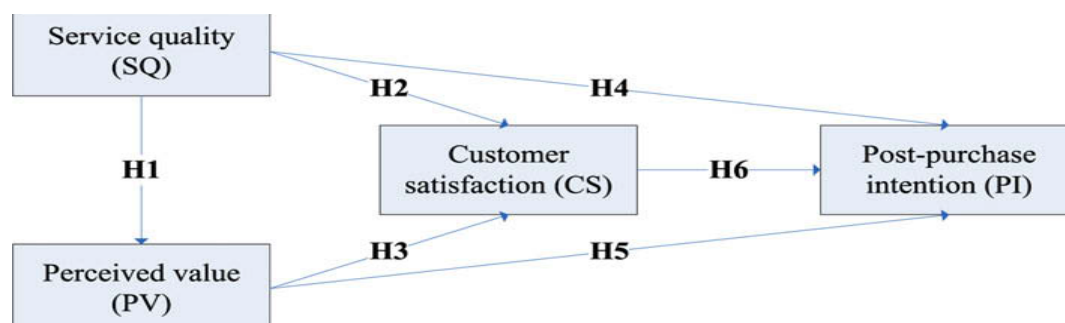 Service quality
(SQ)
H2
H4
H1
Customer
satisfaction (CS)
H6
Post-purchase
intention (PI)
H3
H5
Perceived value
(PV)